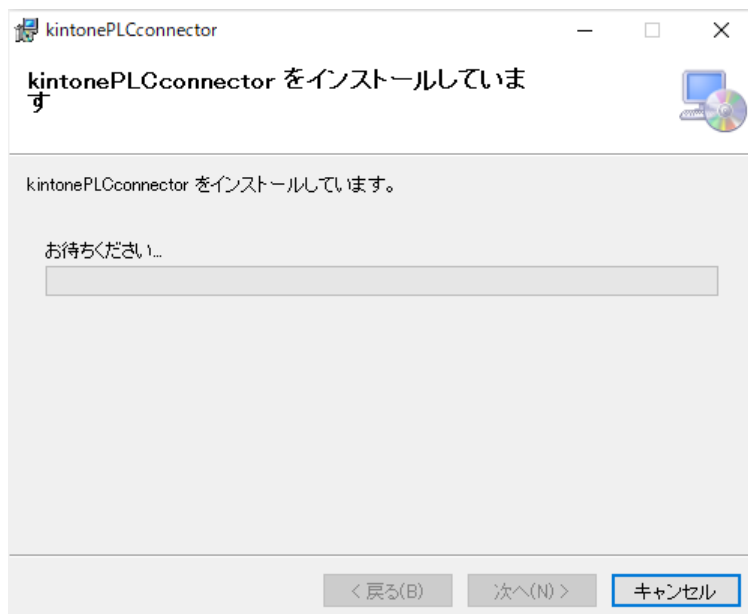 kintonePLCconnector
kintonePLCconnector をインストールしていま
す
kintonePLCconnector をインストールしています。
お待ちください...
< 戻る(B)
次へ(N) >
キャンセル